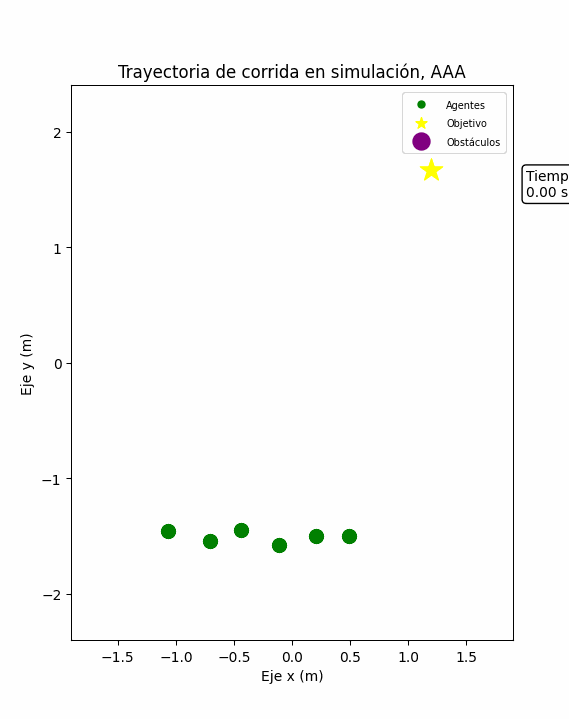 Trayectoria de corrida en simulación, AAA
Agentes
Objetivo
Obstáculos
Tiemp
0.00 s
2
1
0
−1
−2
Eje y (m)
−1.5 −1.0 −0.5 0.0 0.5 1.0 1.5
Eje x (m)